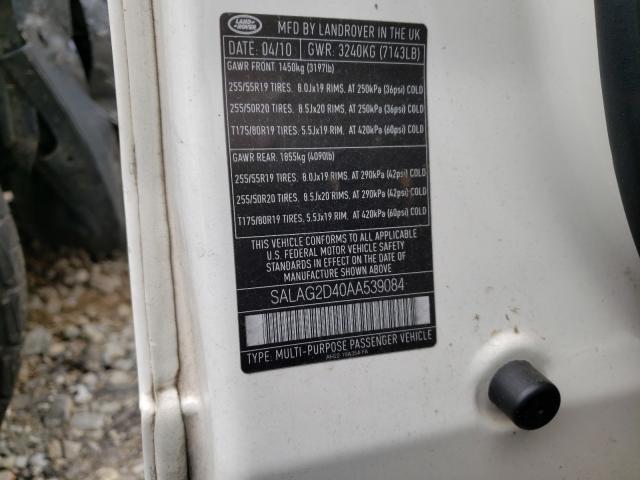 LAND ROVER
MFD BY LANDROVER IN THE UK
DATE: 04/10 GWR: 3240KG (7143LB)
GAWR FRONT: 1450kg (3197lb)
255/55R19 TIRES, 8.0Jx19 RIMS, AT 250kPa (36psi) COLD
255/50R20 TIRES, 8.5Jx20 RIMS, AT 250kPa (36psi) COLD
T175/80R19 TIRES, 5.5Jx19 RIM, AT 420kPa (60psi) COLD
GAWR REAR: 1855kg (4090lb)
255/55R19 TIRES, 8.0Jx19 RIMS, AT 290kPa (42psi) COLD
255/50R20 TIRES, 8.5Jx20 RIMS, AT 290kPa (42psi) COLD
T175/80R19 TIRES, 5.5Jx19 RIM, AT 420kPa (60psi) COLD
THIS VEHICLE CONFORMS TO ALL APPLICABLE
U.S. FEDERAL MOTOR VEHICLE SAFETY
STANDARDS IN EFFECT ON THE DATE OF
MANUFACTURE SHOWN ABOVE
SALAG2D40AA539084
TYPE: MULTI-PURPOSE PASSENGER VEHICLE